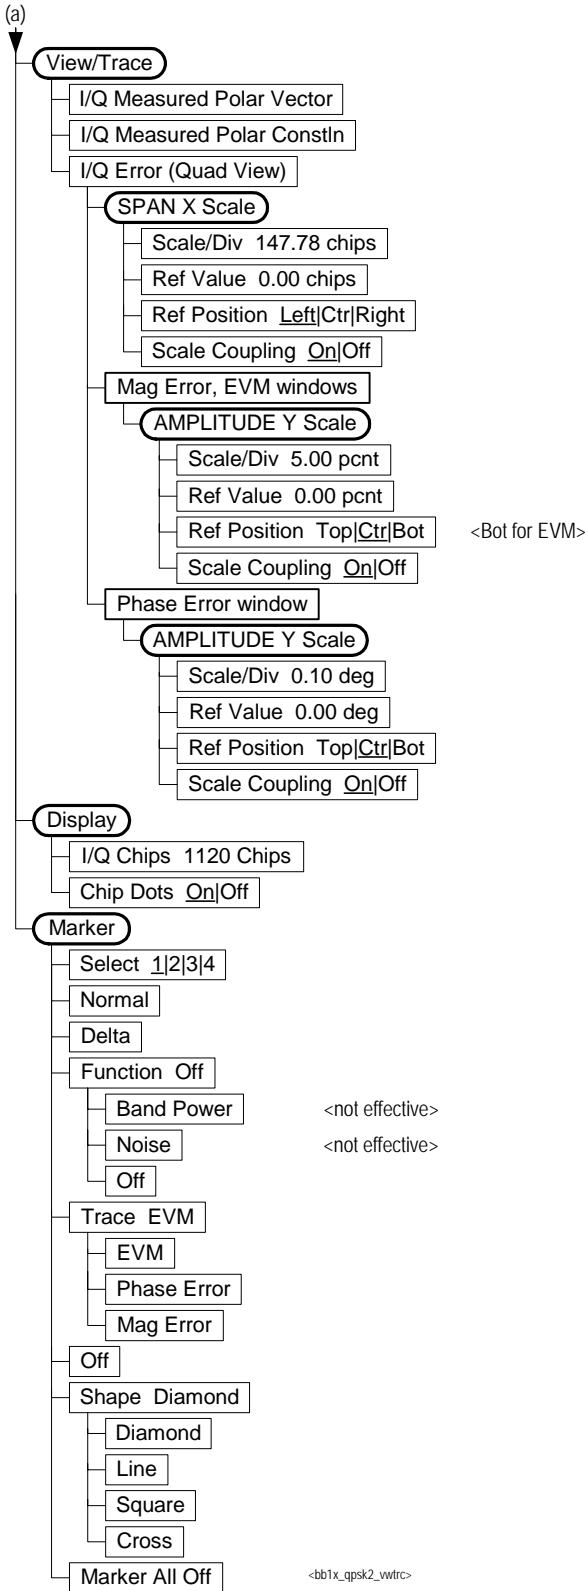 (a)
View/Trace
I/Q Measured Polar Vector
I/Q Measured Polar Constln
I/Q Error (Quad View)
SPAN X Scale
Scale/Div 147.78 chips
Ref Value 0.00 chips
Ref Position Left|Ctr|Right
Scale Coupling On|Off
Mag Error, EVM windows
AMPLITUDE Y Scale
Scale/Div 5.00 pcnt
Ref Value 0.00 pcnt
Ref Position Top|Ctr|Bot <Bot for EVM>
Scale Coupling On|Off
Phase Error window
AMPLITUDE Y Scale
Scale/Div 0.10 deg
Ref Value 0.00 deg
Ref Position Top|Ctr|Bot
Scale Coupling On|Off
Display
I/Q Chips 1120 Chips
Chip Dots On|Off
Marker
Select 1|2|3|4
Normal
Delta
Function Off
Band Power <not effective>
Noise <not effective>
Off
Trace EVM
EVM
Phase Error
Mag Error
Off
Shape Diamond
Diamond
Line
Square
Cross
Marker All Off <bb1x_qpsk2_vwtrc>